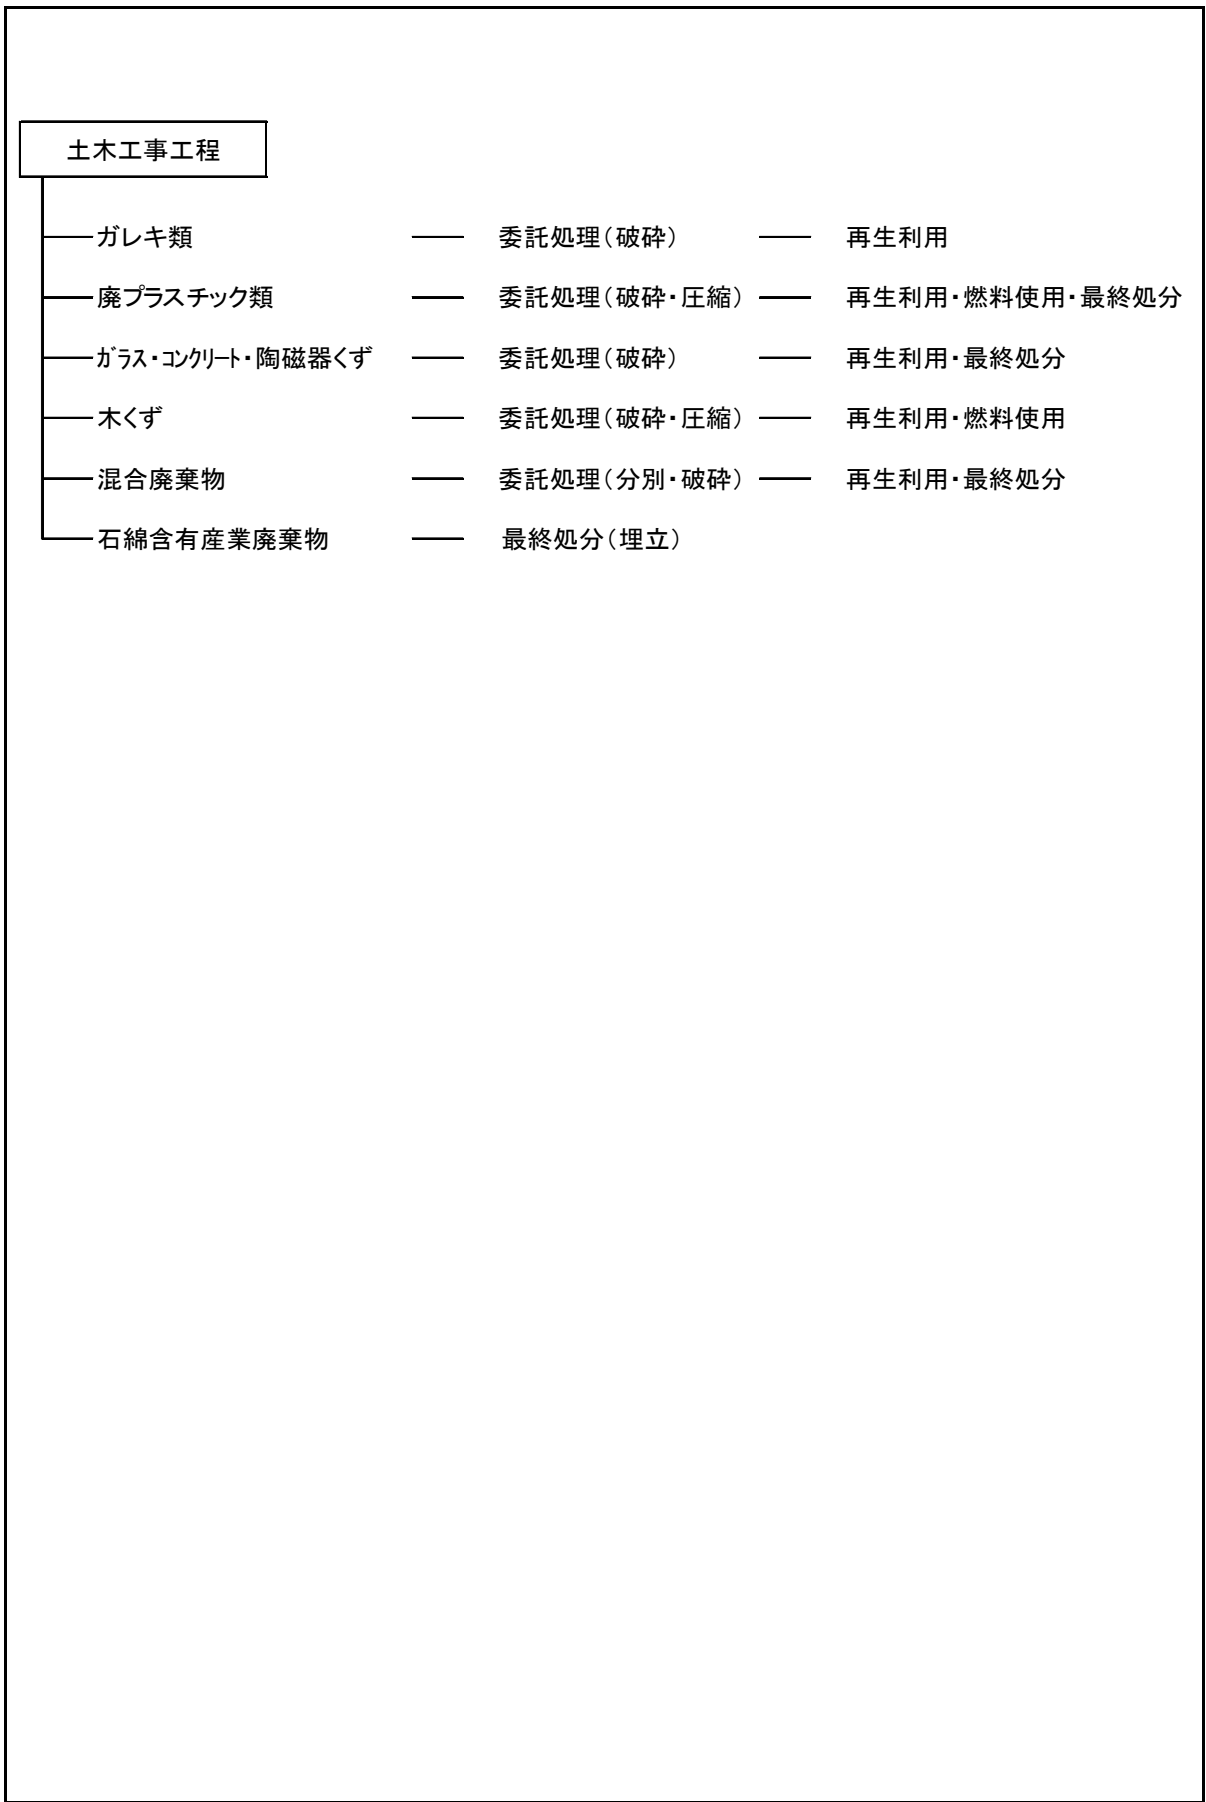 土木工事工程
ガレキ類 委託処理(破砕) 再生利用
廃プラスチック類 委託処理(破砕・圧縮) 再生利用・燃料使用・最終処分
ｶﾞﾗｽ・ｺﾝｸﾘｰﾄ・陶磁器くず 委託処理(破砕) 再生利用・最終処分
木くず 委託処理(破砕・圧縮) 再生利用・燃料使用
混合廃棄物 委託処理(分別・破砕) 再生利用・最終処分
石綿含有産業廃棄物 最終処分(埋立)